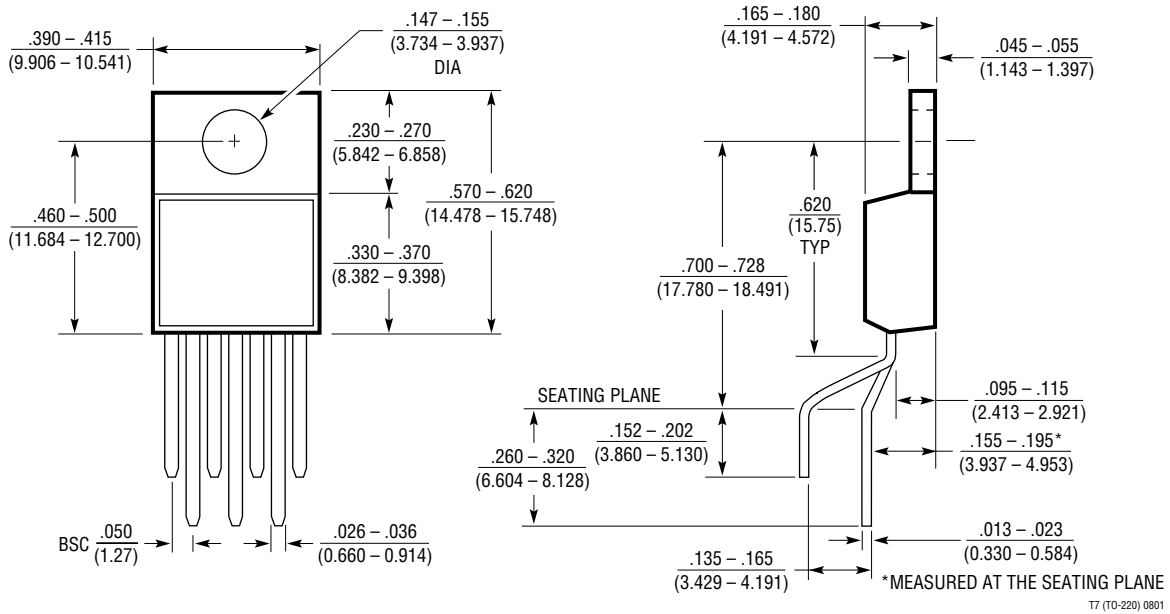 .390 – .415
(9.906 – 10.541)
.147 – .155
(3.734 – 3.937)
DIA
.230 – .270
(5.842 – 6.858)
.460 – .500
(11.684 – 12.700)
.570 – .620
(14.478 – 15.748)
.330 – .370
(8.382 – 9.398)
BSC
.050
(1.27)
.026 – .036
(0.660 – 0.914)
.165 – .180
(4.191 – 4.572)
.045 – .055
(1.143 – 1.397)
.620
(15.75)
TYP
.700 – .728
(17.780 – 18.491)
SEATING PLANE
.152 – .202
(3.860 – 5.130)
.260 – .320
(6.604 – 8.128)
.095 – .115
(2.413 – 2.921)
.155 – .195*
(3.937 – 4.953)
.013 – .023
(0.330 – 0.584)
.135 – .165
(3.429 – 4.191)
*MEASURED AT THE SEATING PLANE
T7 (TO-220) 0801